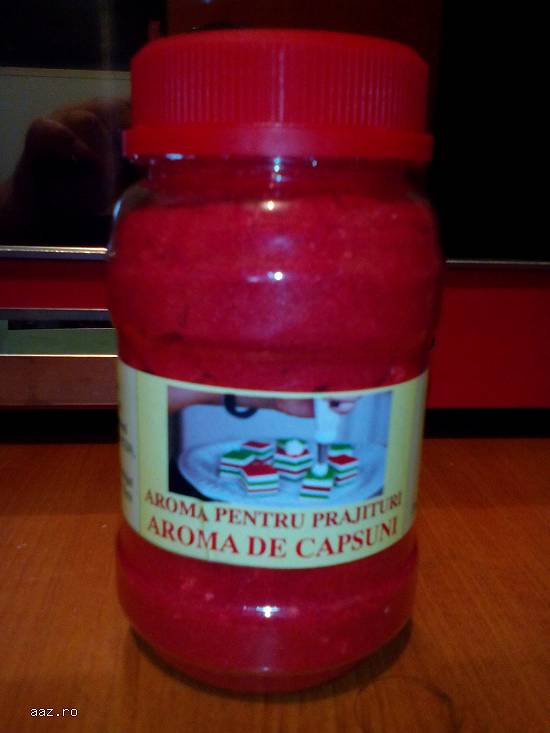 AROMA PENTRU PRAJITURI
AROMA DE CAPSUNI
aaz.ro